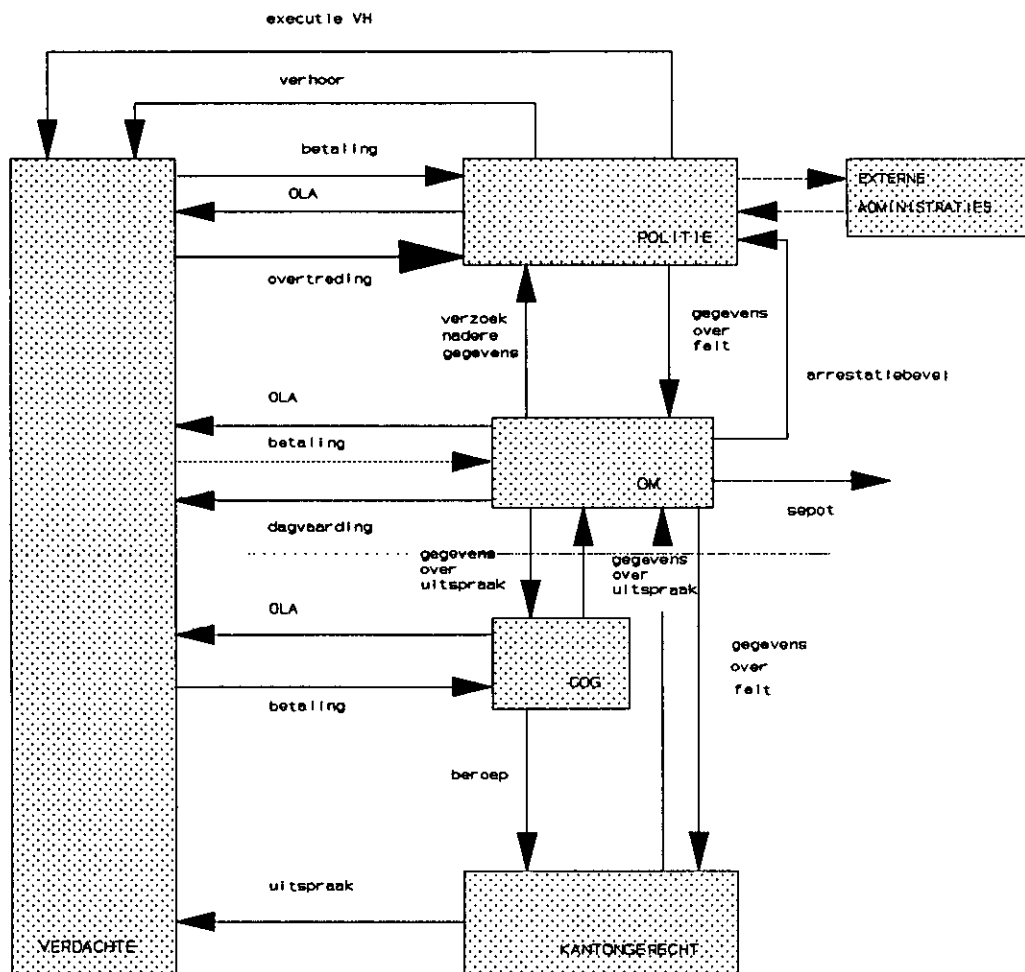 executie VH
verhoor
betaling
OLA
overtreding
POLITIE
EXTERNE
ADMINISTRATIES
verzoek
nadere
gegevens
gegevens
over
feit
arrestatiebevel
OLA
betaling
dagvaarding
OM
sepot
gegevens
over
uitspraak
gegevens
over
uitspraak
OLA
betaling
gegevens
over
feit
beroep
uitspraak
VERDACHTE
KANTONGERECHT